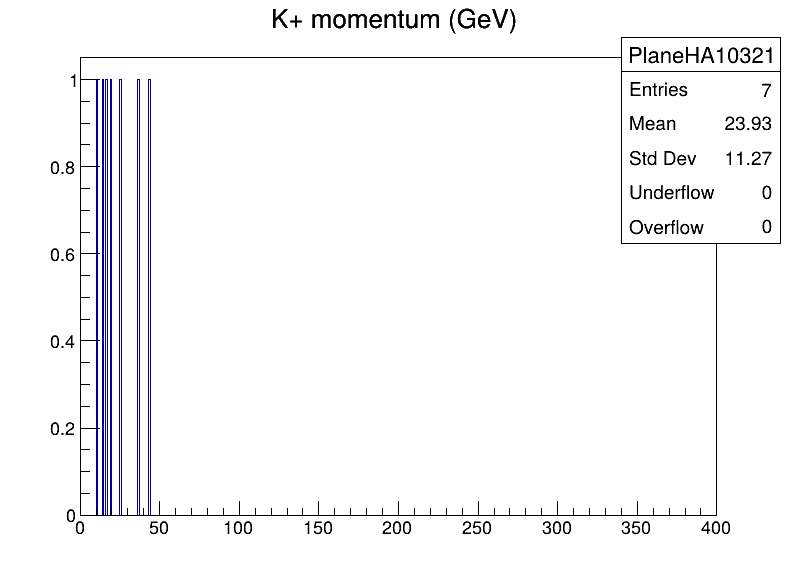 K+ momentum (GeV)
PlaneHA10321
Entries 7
Mean 23.93
Std Dev 11.27
Underflow 0
Overflow 0
1
0.8
0.6
0.4
0.2
0
0 50 100 150 200 250 300 350 400